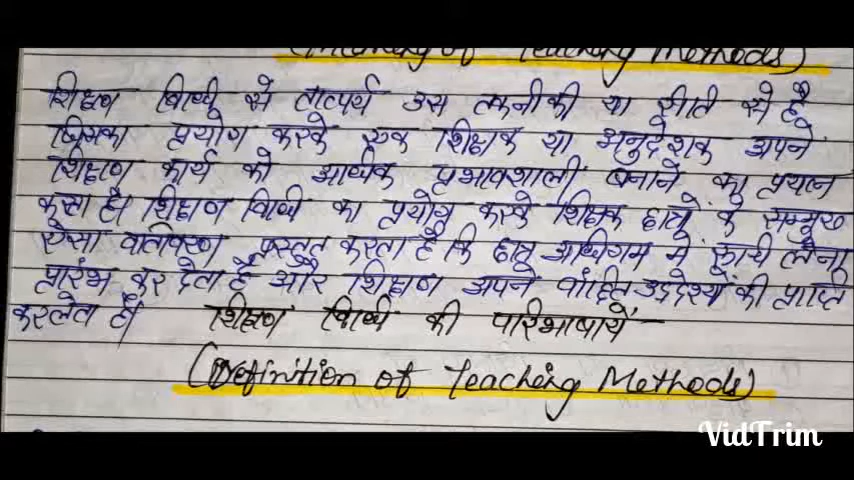 (Meaning of Teaching Methods)
शिक्षण विधि से तात्पर्य उस तकनीकी या रीति से है
जिसका प्रयोग करके एक शिक्षक या अनुदेशक अपने
शिक्षण कार्य को अधिक प्रभावशाली बनाने का प्रयत्न
करता है। शिक्षण विधि का प्रयोग करके शिक्षक छात्रों के सम्मुख
ऐसा वातावरण प्रस्तुत करता है कि छात्र अधिगम में रुचि लेना
प्रारंभ कर देता है और शिक्षण अपने वांछित उद्देश्यों की प्राप्ति
कर लेता है।
शिक्षण विधि की परिभाषायें
(Definition of Teaching Methods)
VidTrim